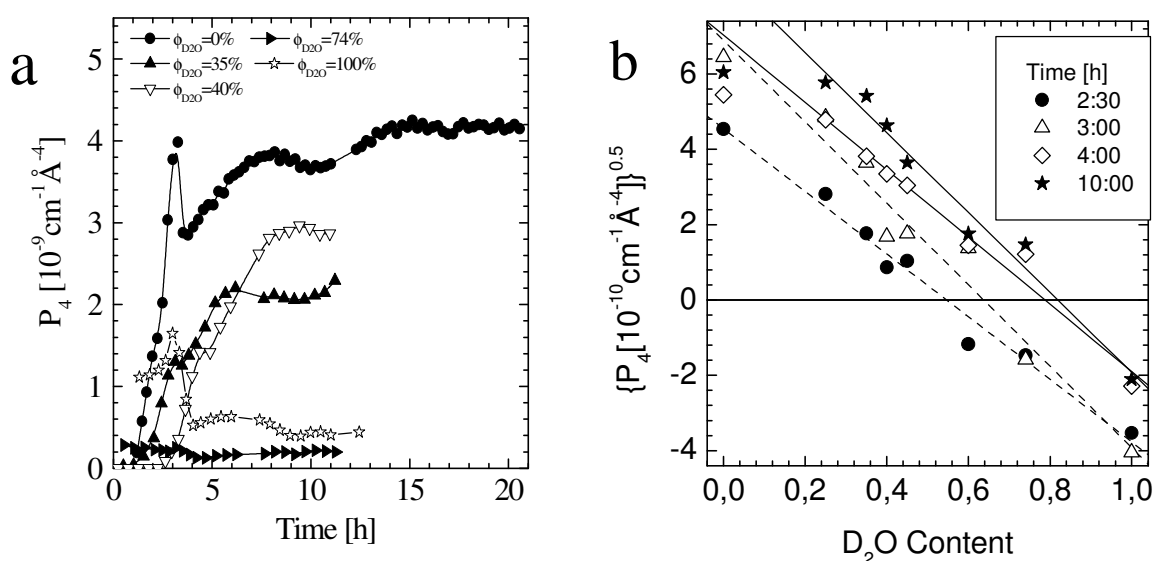 a
5
4
3
2
1
0
P₄ [10⁻⁹cm⁻¹Å⁻⁴]
ϕD2O=0% ϕD2O=74%
ϕD2O=35% ϕD2O=100%
ϕD2O=40%
0 5 10 15 20
Time [h]
b
6
4
2
0
-2
-4
{P₄[10⁻¹⁰cm⁻¹Å⁻⁴]}⁰·⁵
Time [h]
2:30
3:00
4:00
10:00
0,0 0,2 0,4 0,6 0,8 1,0
D₂O Content